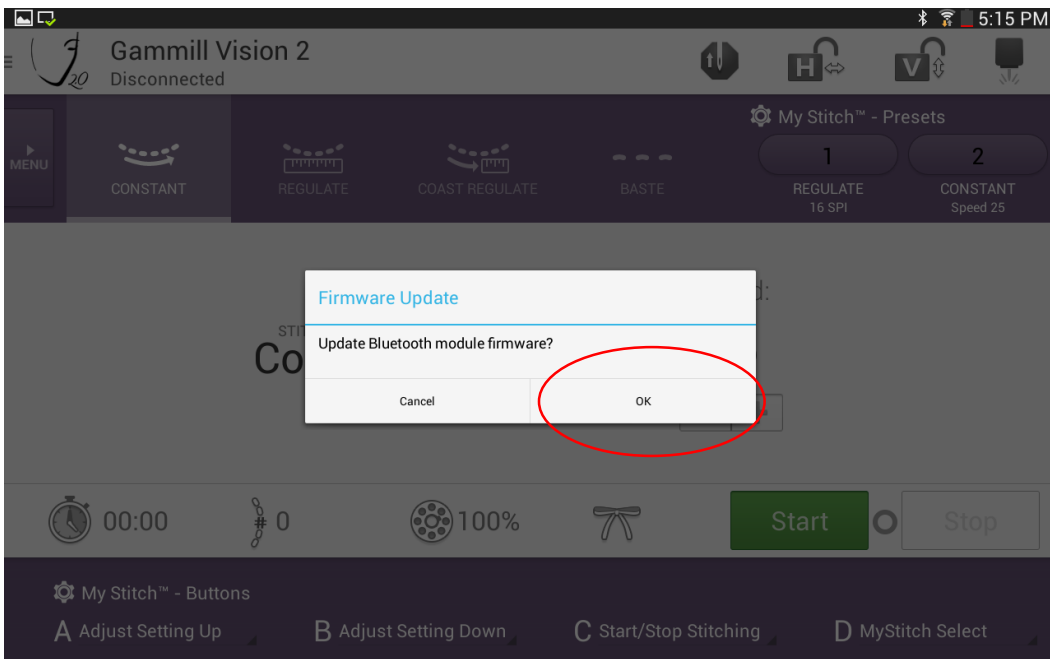 5:15 PM
20
Gammill Vision 2
Disconnected
H
V
MENU
CONSTANT
REGULATE
COAST REGULATE
BASTE
My Stitch™ - Presets
1
2
REGULATE
CONSTANT
16 SPI
Speed 25
d:
STIT
Co
Firmware Update
Update Bluetooth module firmware?
Cancel
OK
00:00
# 0
100%
Start
Stop
My Stitch™ - Buttons
A Adjust Setting Up
B Adjust Setting Down
C Start/Stop Stitching
D MyStitch Select